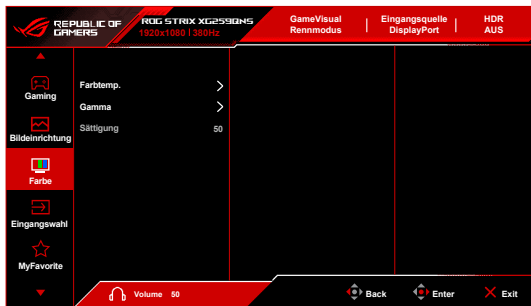 REPUBLIC OF
GAMERS
ROG STRIX XG259QNS
1920x1080 | 380Hz
GameVisual
Rennmodus
Eingangsquelle
DisplayPort
HDR
AUS
Gaming
Bildeinrichtung
Farbe
Eingangswahl
MyFavorite
Farbtemp.
Gamma
Sättigung 50
Volume 50
Back
Enter
Exit